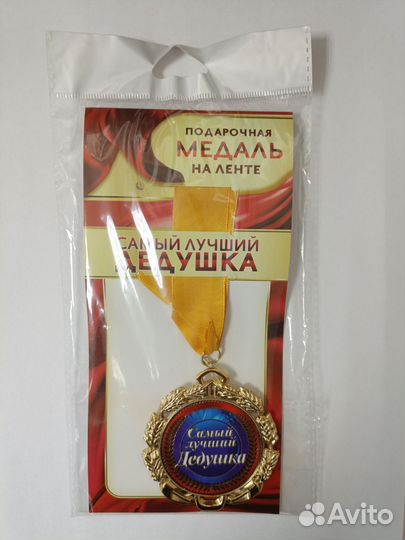 ПОДАРОЧНАЯ
МЕДАЛЬ
НА ЛЕНТЕ
САМЫЙ ЛУЧШИЙ
ДЕДУШКА
Самый
лучший
Дедушка
Avito